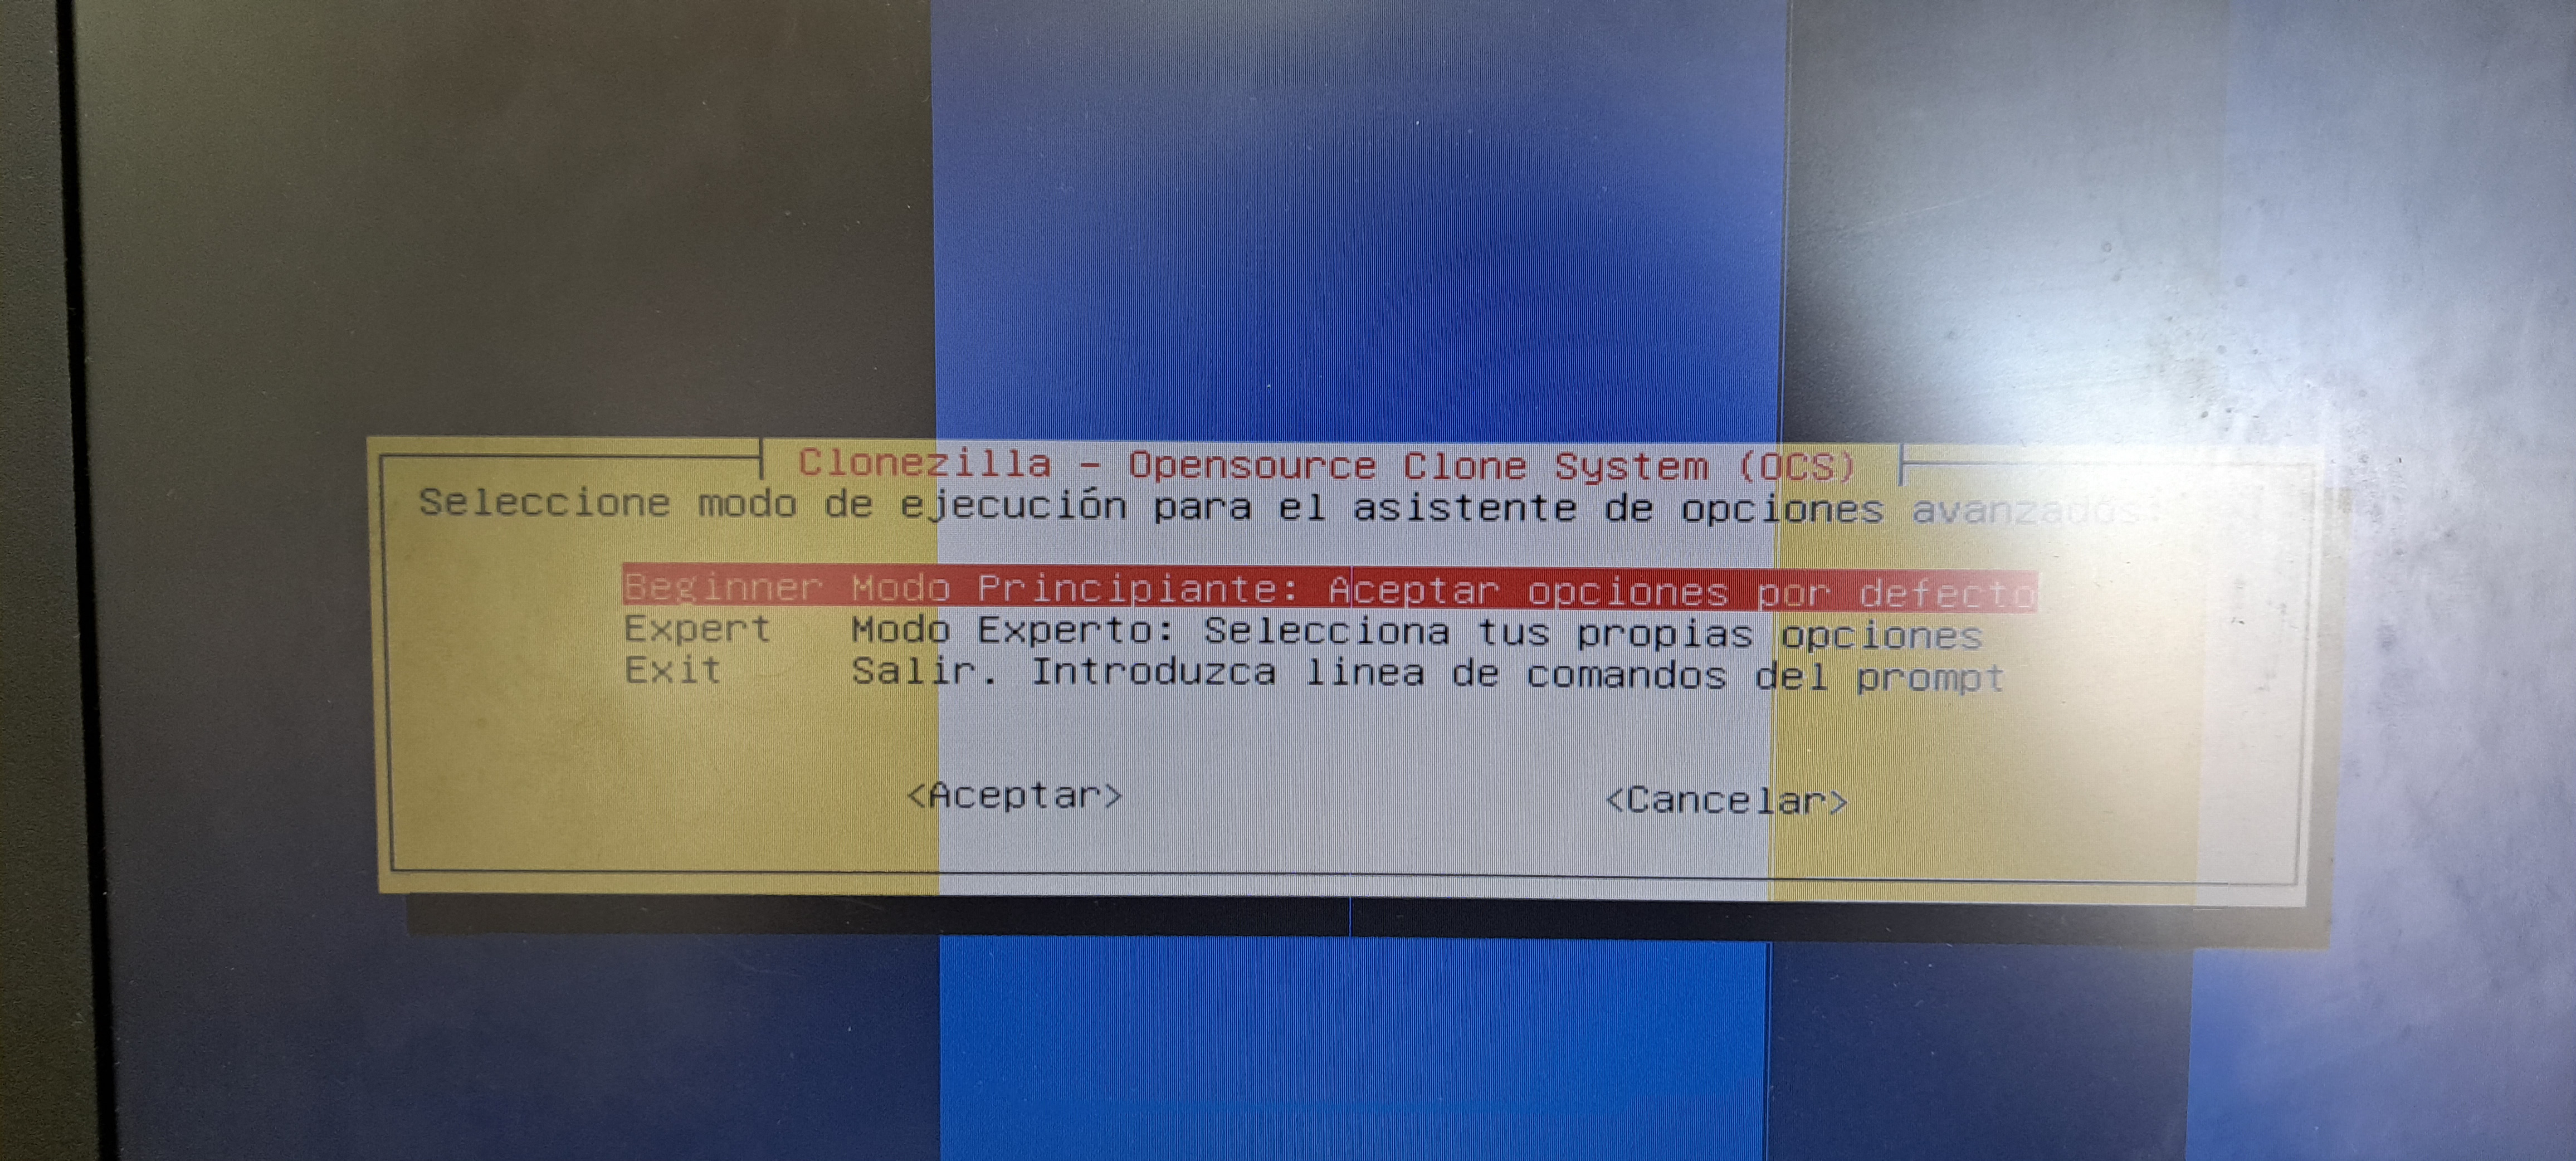 Clonezilla - Opensource Clone System (OCS)
Seleccione modo de ejecución para el asistente de opciones avanzados:
Beginner Modo Principiante: Aceptar opciones por defecto
Expert Modo Experto: Selecciona tus propias opciones
Exit Salir. Introduzca linea de comandos del prompt
<Aceptar> <Cancelar>